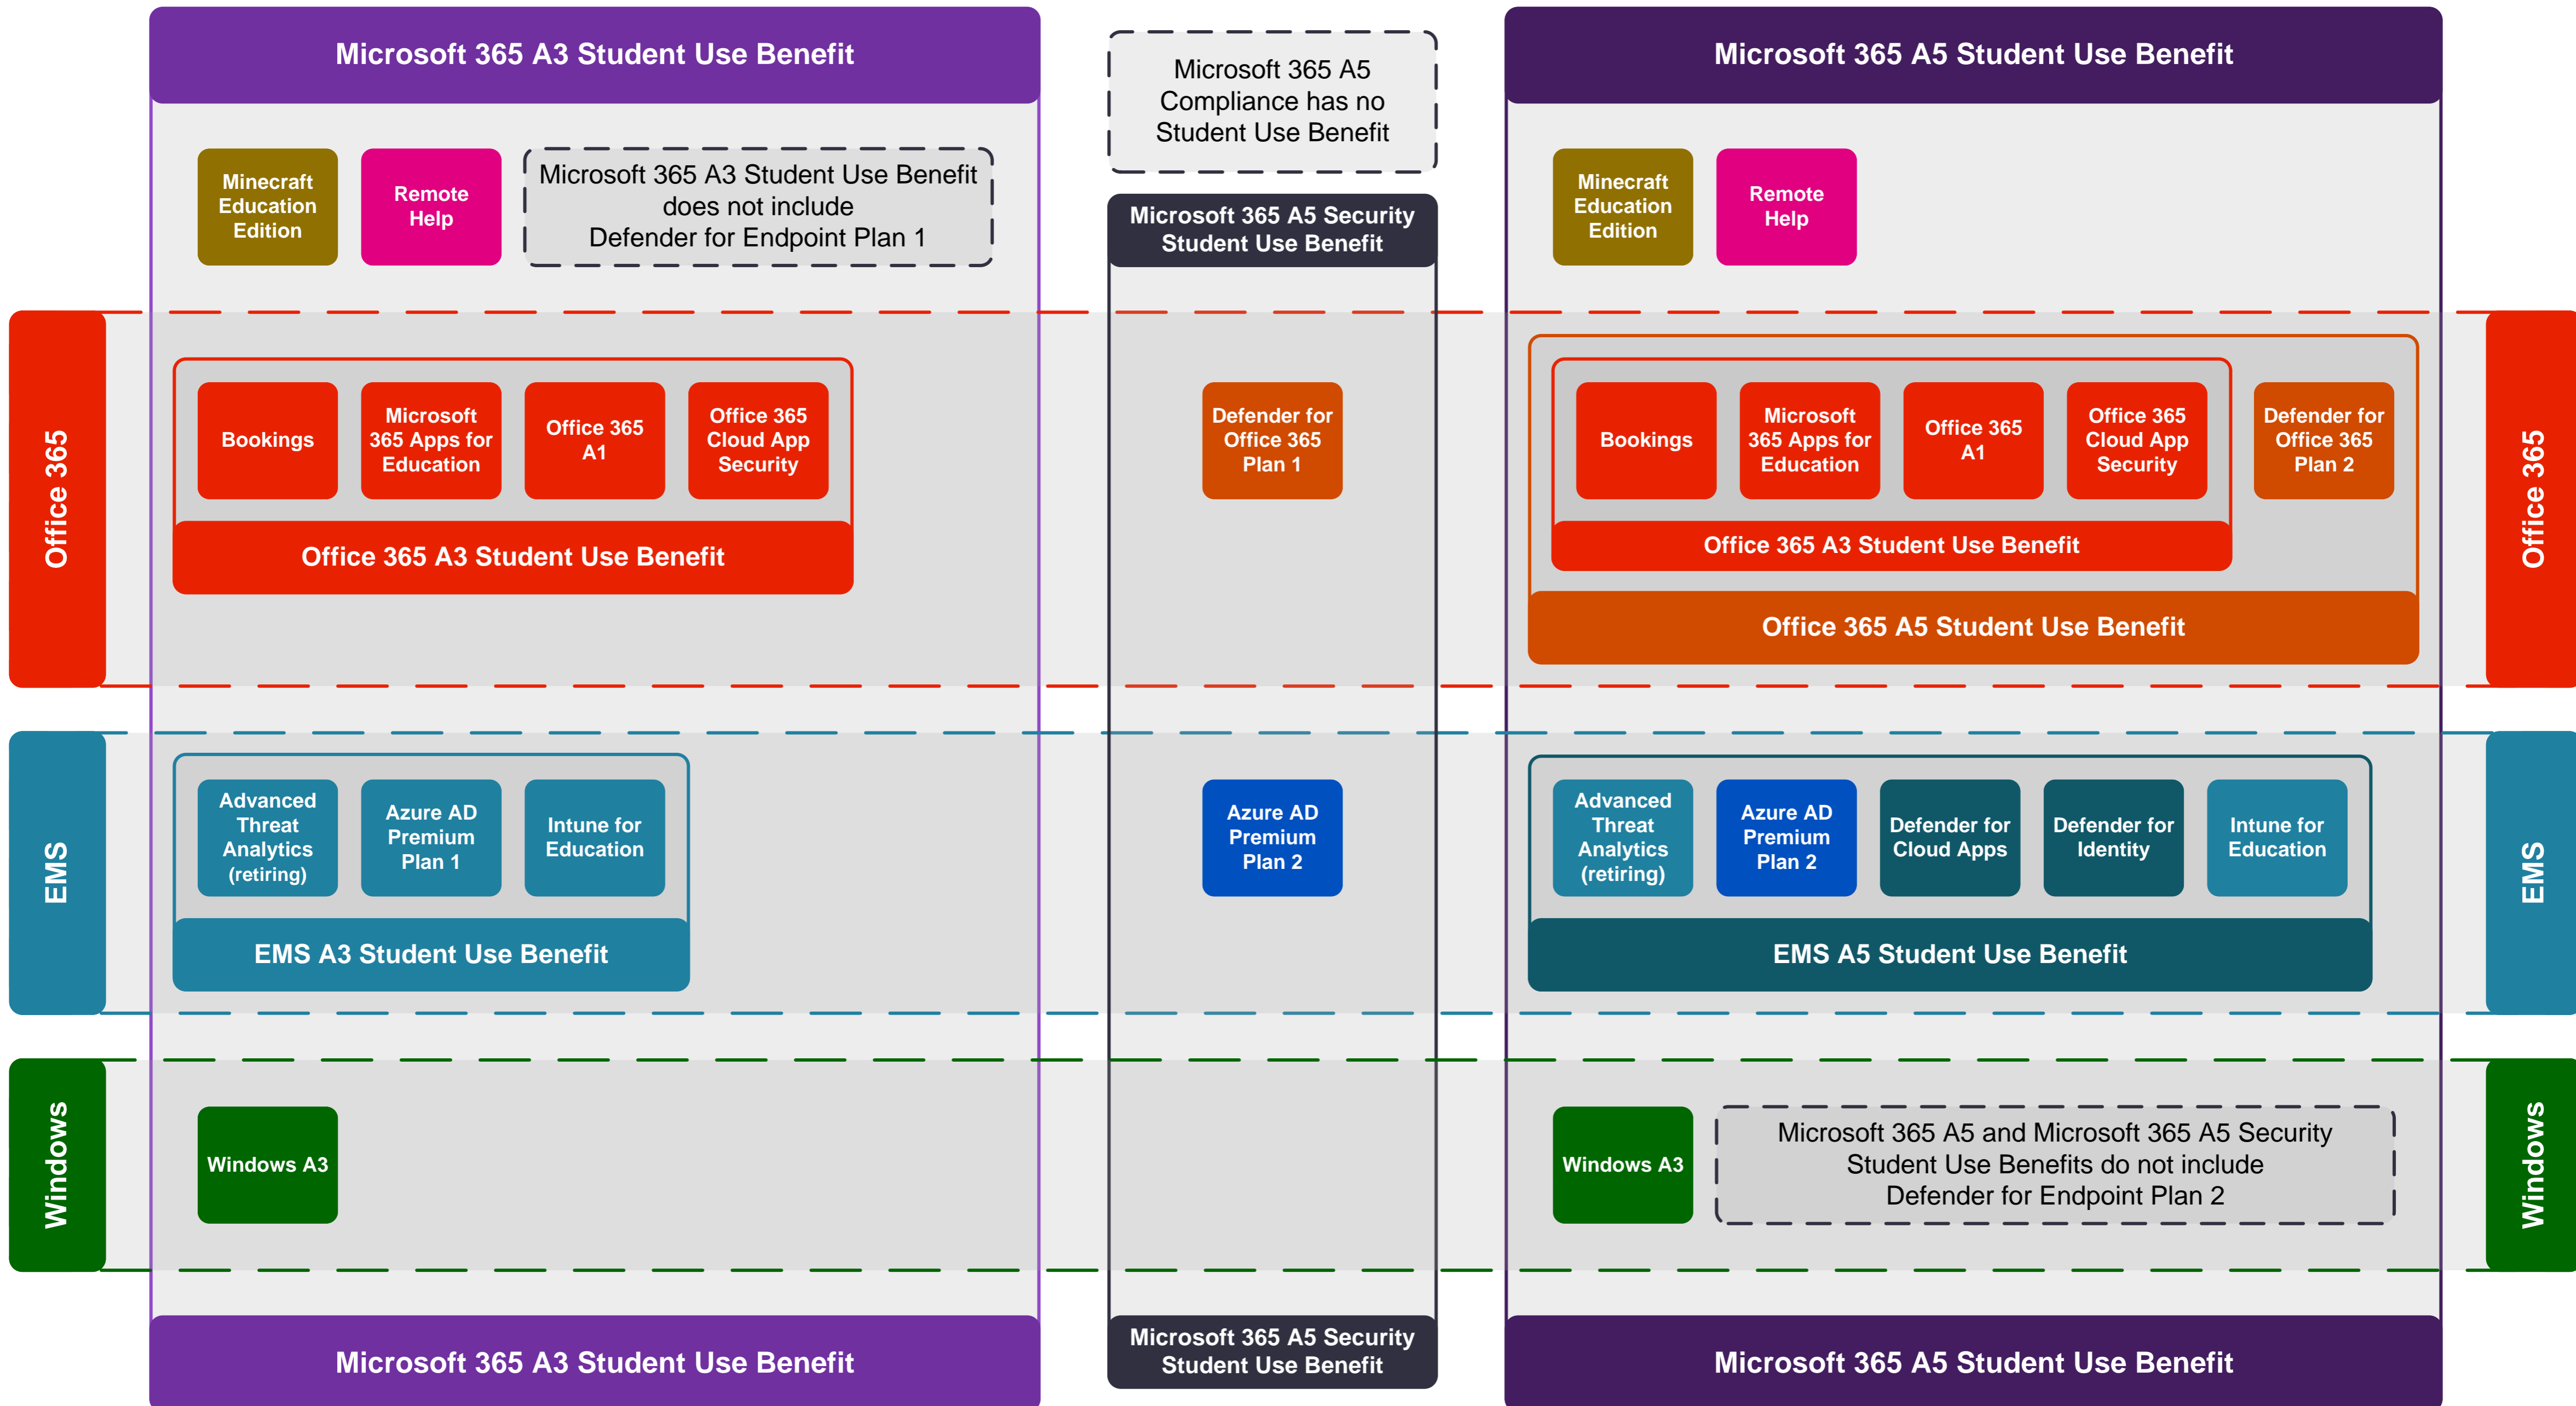 Microsoft 365 A3 Student Use Benefit
Microsoft 365 A5
Compliance has no
Student Use Benefit
Microsoft 365 A5 Student Use Benefit
Minecraft
Education
Edition
Remote
Help
Microsoft 365 A3 Student Use Benefit
does not include
Defender for Endpoint Plan 1
Microsoft 365 A5 Security
Student Use Benefit
Minecraft
Education
Edition
Remote
Help
Office 365
Bookings
Microsoft
365 Apps for
Education
Office 365
A1
Office 365
Cloud App
Security
Office 365 A3 Student Use Benefit
Defender for
Office 365
Plan 1
Bookings
Microsoft
365 Apps for
Education
Office 365
A1
Office 365
Cloud App
Security
Defender for
Office 365
Plan 2
Office 365 A3 Student Use Benefit
Office 365 A5 Student Use Benefit
Office 365
EMS
Advanced
Threat
Analytics
(retiring)
Azure AD
Premium
Plan 1
Intune for
Education
EMS A3 Student Use Benefit
Azure AD
Premium
Plan 2
Advanced
Threat
Analytics
(retiring)
Azure AD
Premium
Plan 2
Defender for
Cloud Apps
Defender for
Identity
Intune for
Education
EMS A5 Student Use Benefit
EMS
Windows
Windows A3
Windows A3
Microsoft 365 A5 and Microsoft 365 A5 Security
Student Use Benefits do not include
Defender for Endpoint Plan 2
Windows
Microsoft 365 A3 Student Use Benefit
Microsoft 365 A5 Security
Student Use Benefit
Microsoft 365 A5 Student Use Benefit